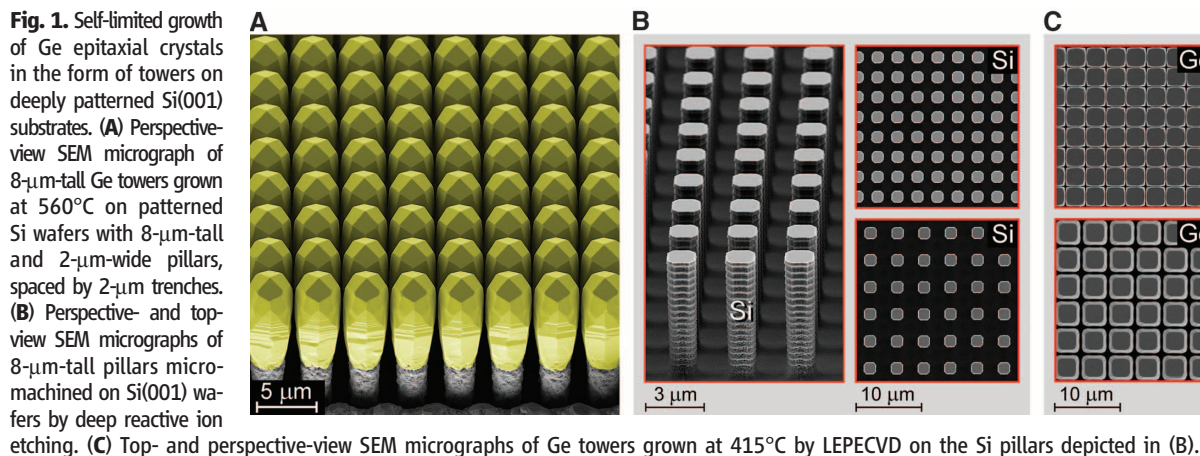 Fig. 1. Self-limited growth
of Ge epitaxial crystals
in the form of towers on
deeply patterned Si(001)
substrates. (A) Perspective-
view SEM micrograph of
8-μm-tall Ge towers grown
at 560°C on patterned
Si wafers with 8-μm-tall
and 2-μm-wide pillars,
spaced by 2-μm trenches.
(B) Perspective- and top-
view SEM micrographs of
8-μm-tall pillars micro-
machined on Si(001) wa-
fers by deep reactive ion
etching. (C) Top- and perspective-view SEM micrographs of Ge towers grown at 415°C by LEPECVD on the Si pillars depicted in (B).
A
5 μm
B
Si
Si
Si
3 μm
10 μm
C
Ge
Ge
10 μm